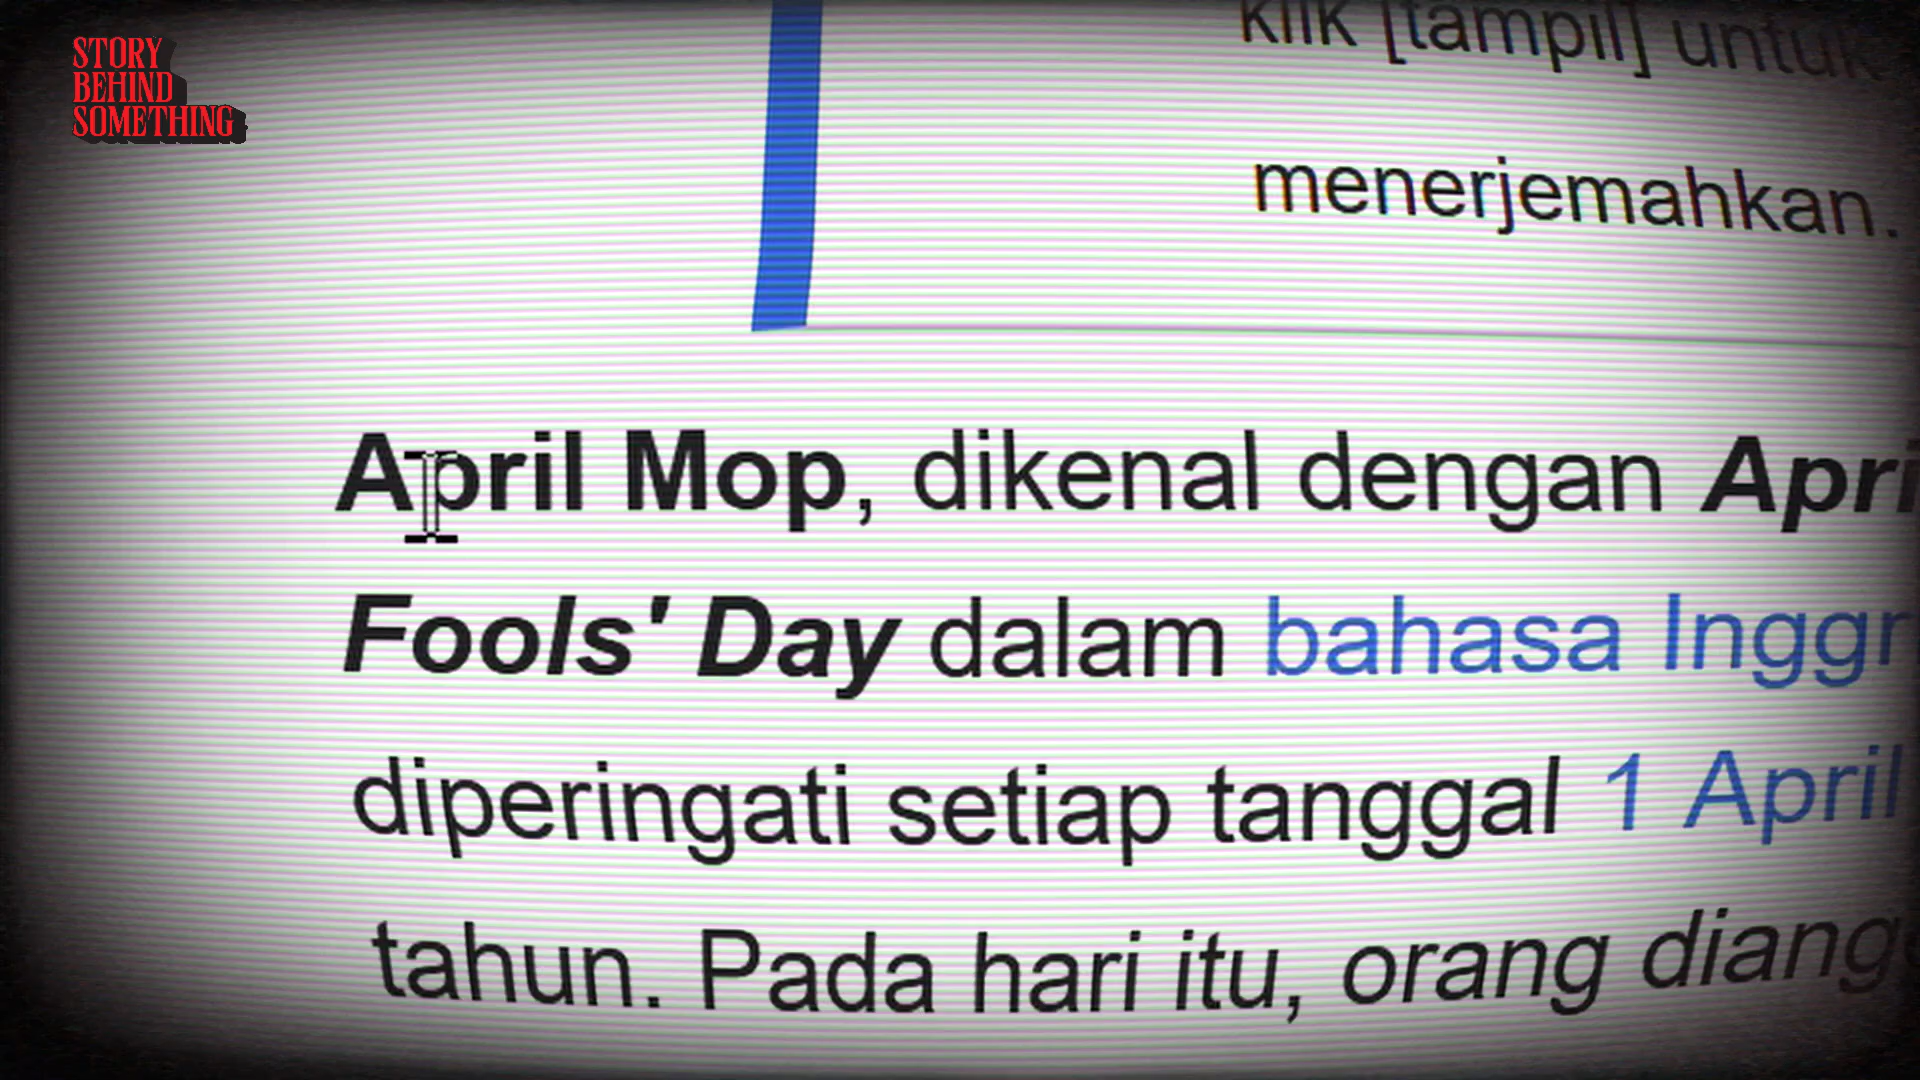 STORY
BEHIND
SOMETHING
klik [tampil] untuk
menerjemahkan.
April Mop, dikenal dengan Apri
Fools' Day dalam bahasa Inggr
diperingati setiap tanggal 1 April
tahun. Pada hari itu, orang diang